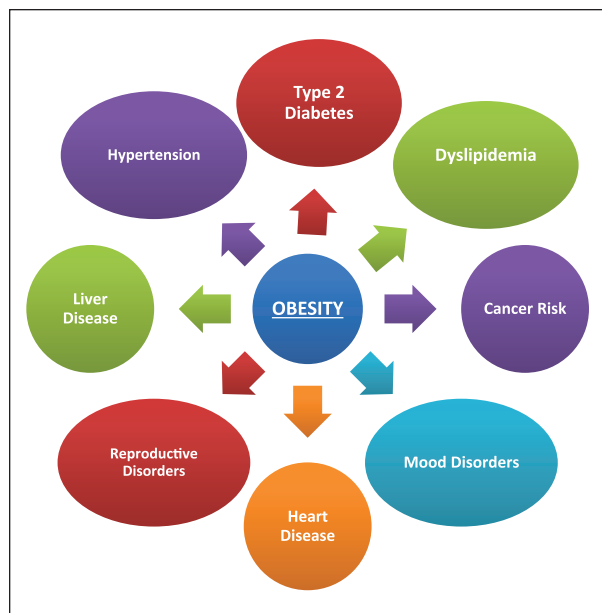 Type 2
Diabetes
Hypertension
Dyslipidemia
Liver
Disease
OBESITY
Cancer Risk
Reproductive
Disorders
Mood Disorders
Heart
Disease